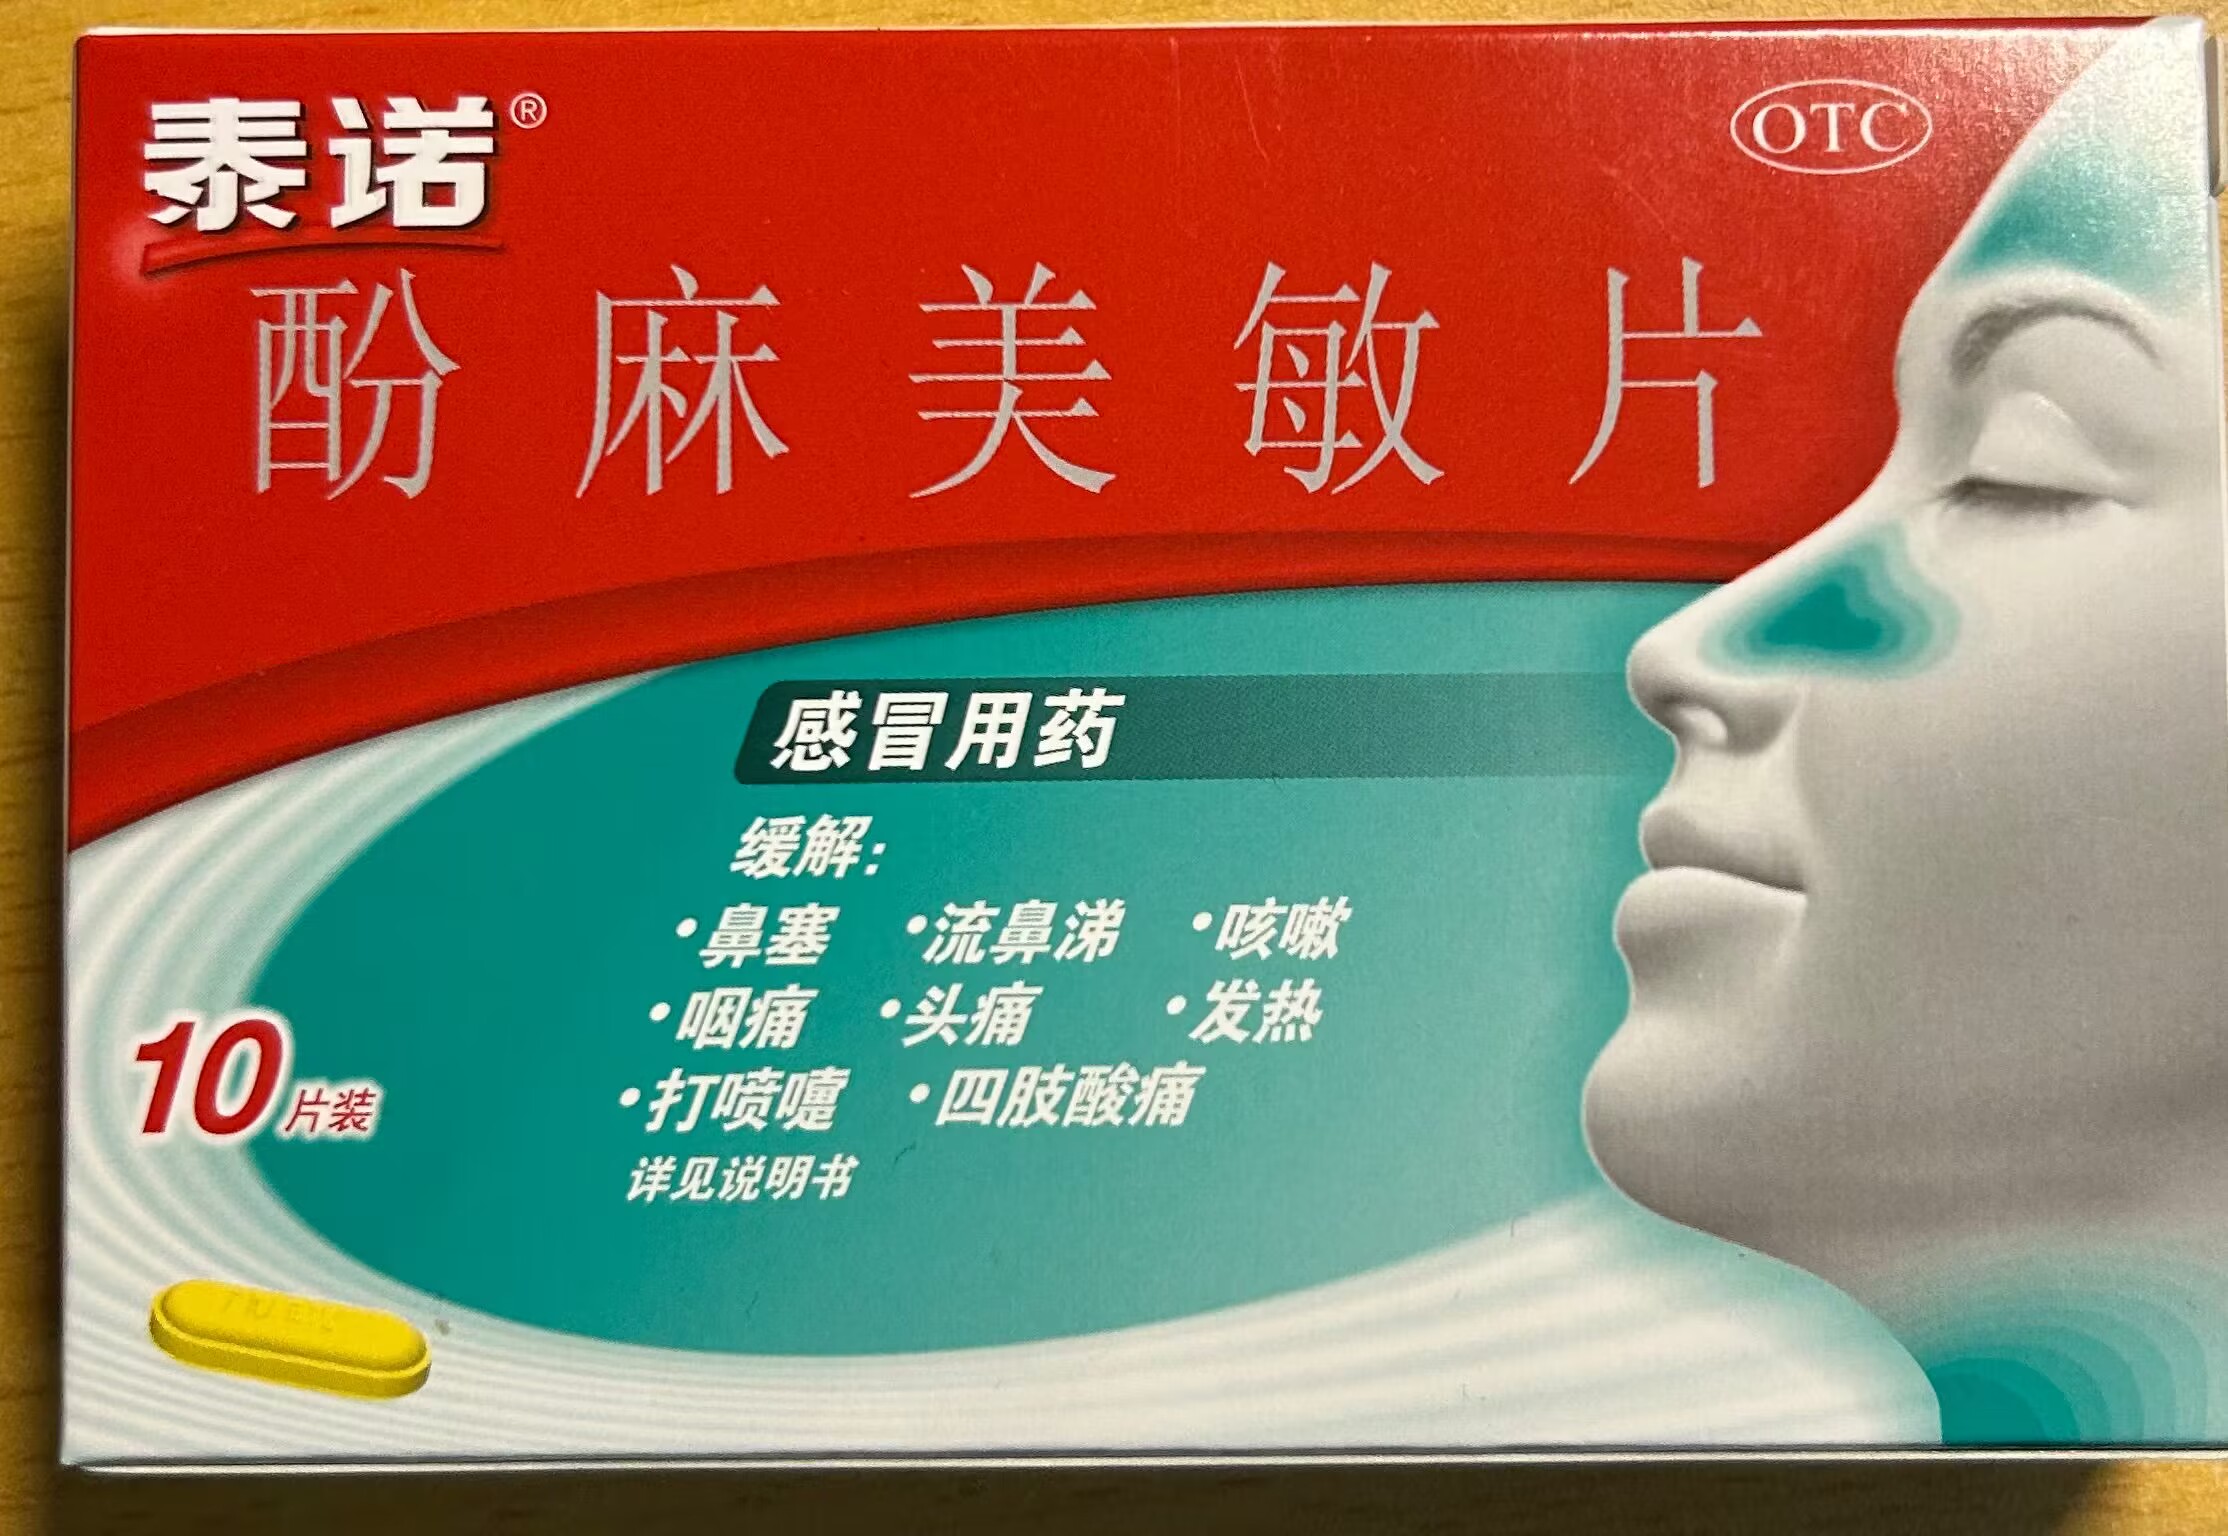 泰诺®
OTC
酚麻美敏片
感冒用药
缓解:
·鼻塞 ·流鼻涕 ·咳嗽
·咽痛 ·头痛 ·发热
·打喷嚏 ·四肢酸痛
详见说明书
10片装